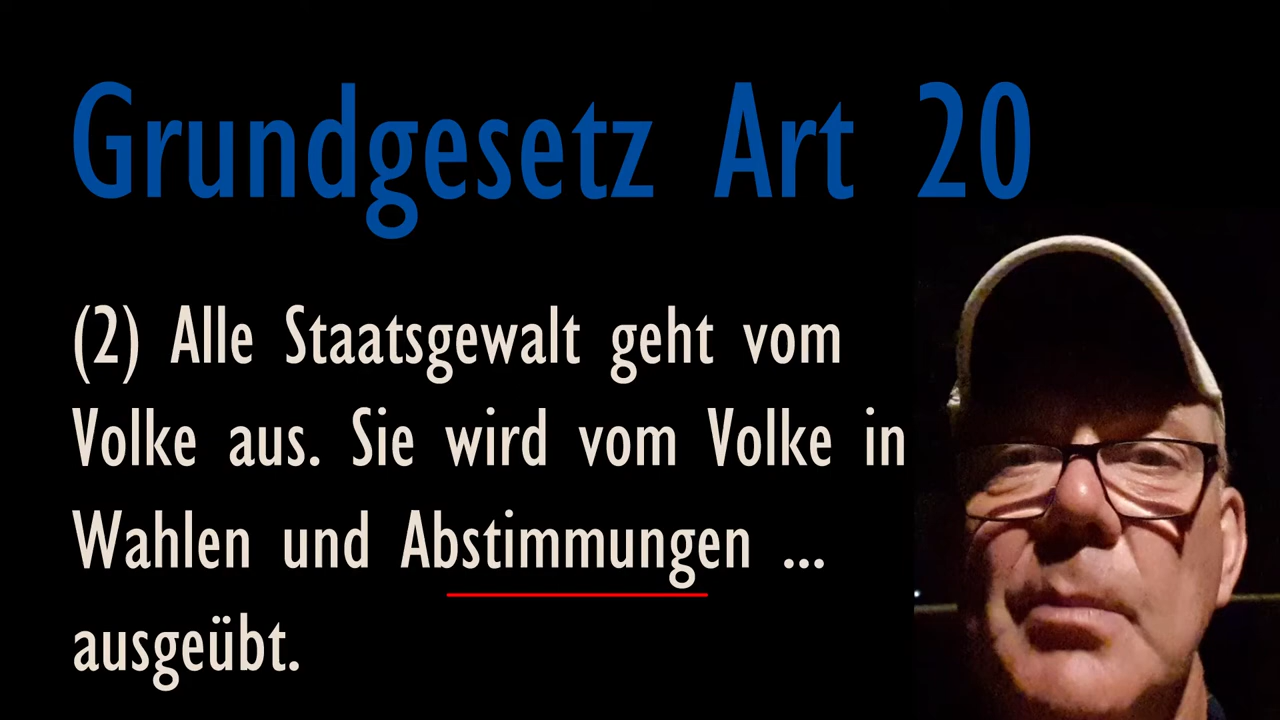 Grundgesetz Art 20
(2) Alle Staatsgewalt geht vom
Volke aus. Sie wird vom Volke in
Wahlen und Abstimmungen ...
ausgeübt.